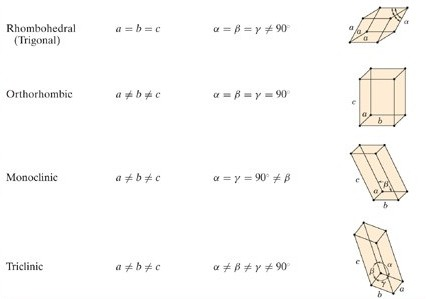 Rhombohedral
(Trigonal)
a = b = c
α = β = γ ≠ 90°
a
a
a
α
Orthorhombic
a ≠ b ≠ c
α = β = γ = 90°
c
a
b
Monoclinic
a ≠ b ≠ c
α = γ = 90° ≠ β
c
a
β
b
Triclinic
a ≠ b ≠ c
α ≠ β ≠ γ ≠ 90°
c
β
α
γ
b
a